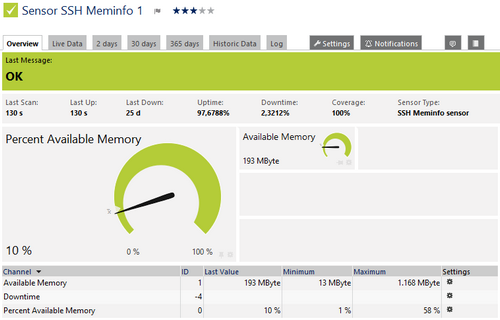 Sensor SSH Meminfo 1
Overview Live Data 2 days 30 days 365 days Historic Data Log Settings Notifications
Last Message:
OK
Last Scan: Last Up: Last Down: Uptime: Downtime: Coverage: Sensor Type:
130 s 130 s 25 d 97,6788% 2,3212% 100% SSH Meminfo sensor
Percent Available Memory
10 %
0 % 100 %
Available Memory
193 MByte
Channel ID Last Value Minimum Maximum Settings
Available Memory 1 193 MByte 13 MByte 1.168 MByte
Downtime -4
Percent Available Memory 0 10 % 1 % 58 %